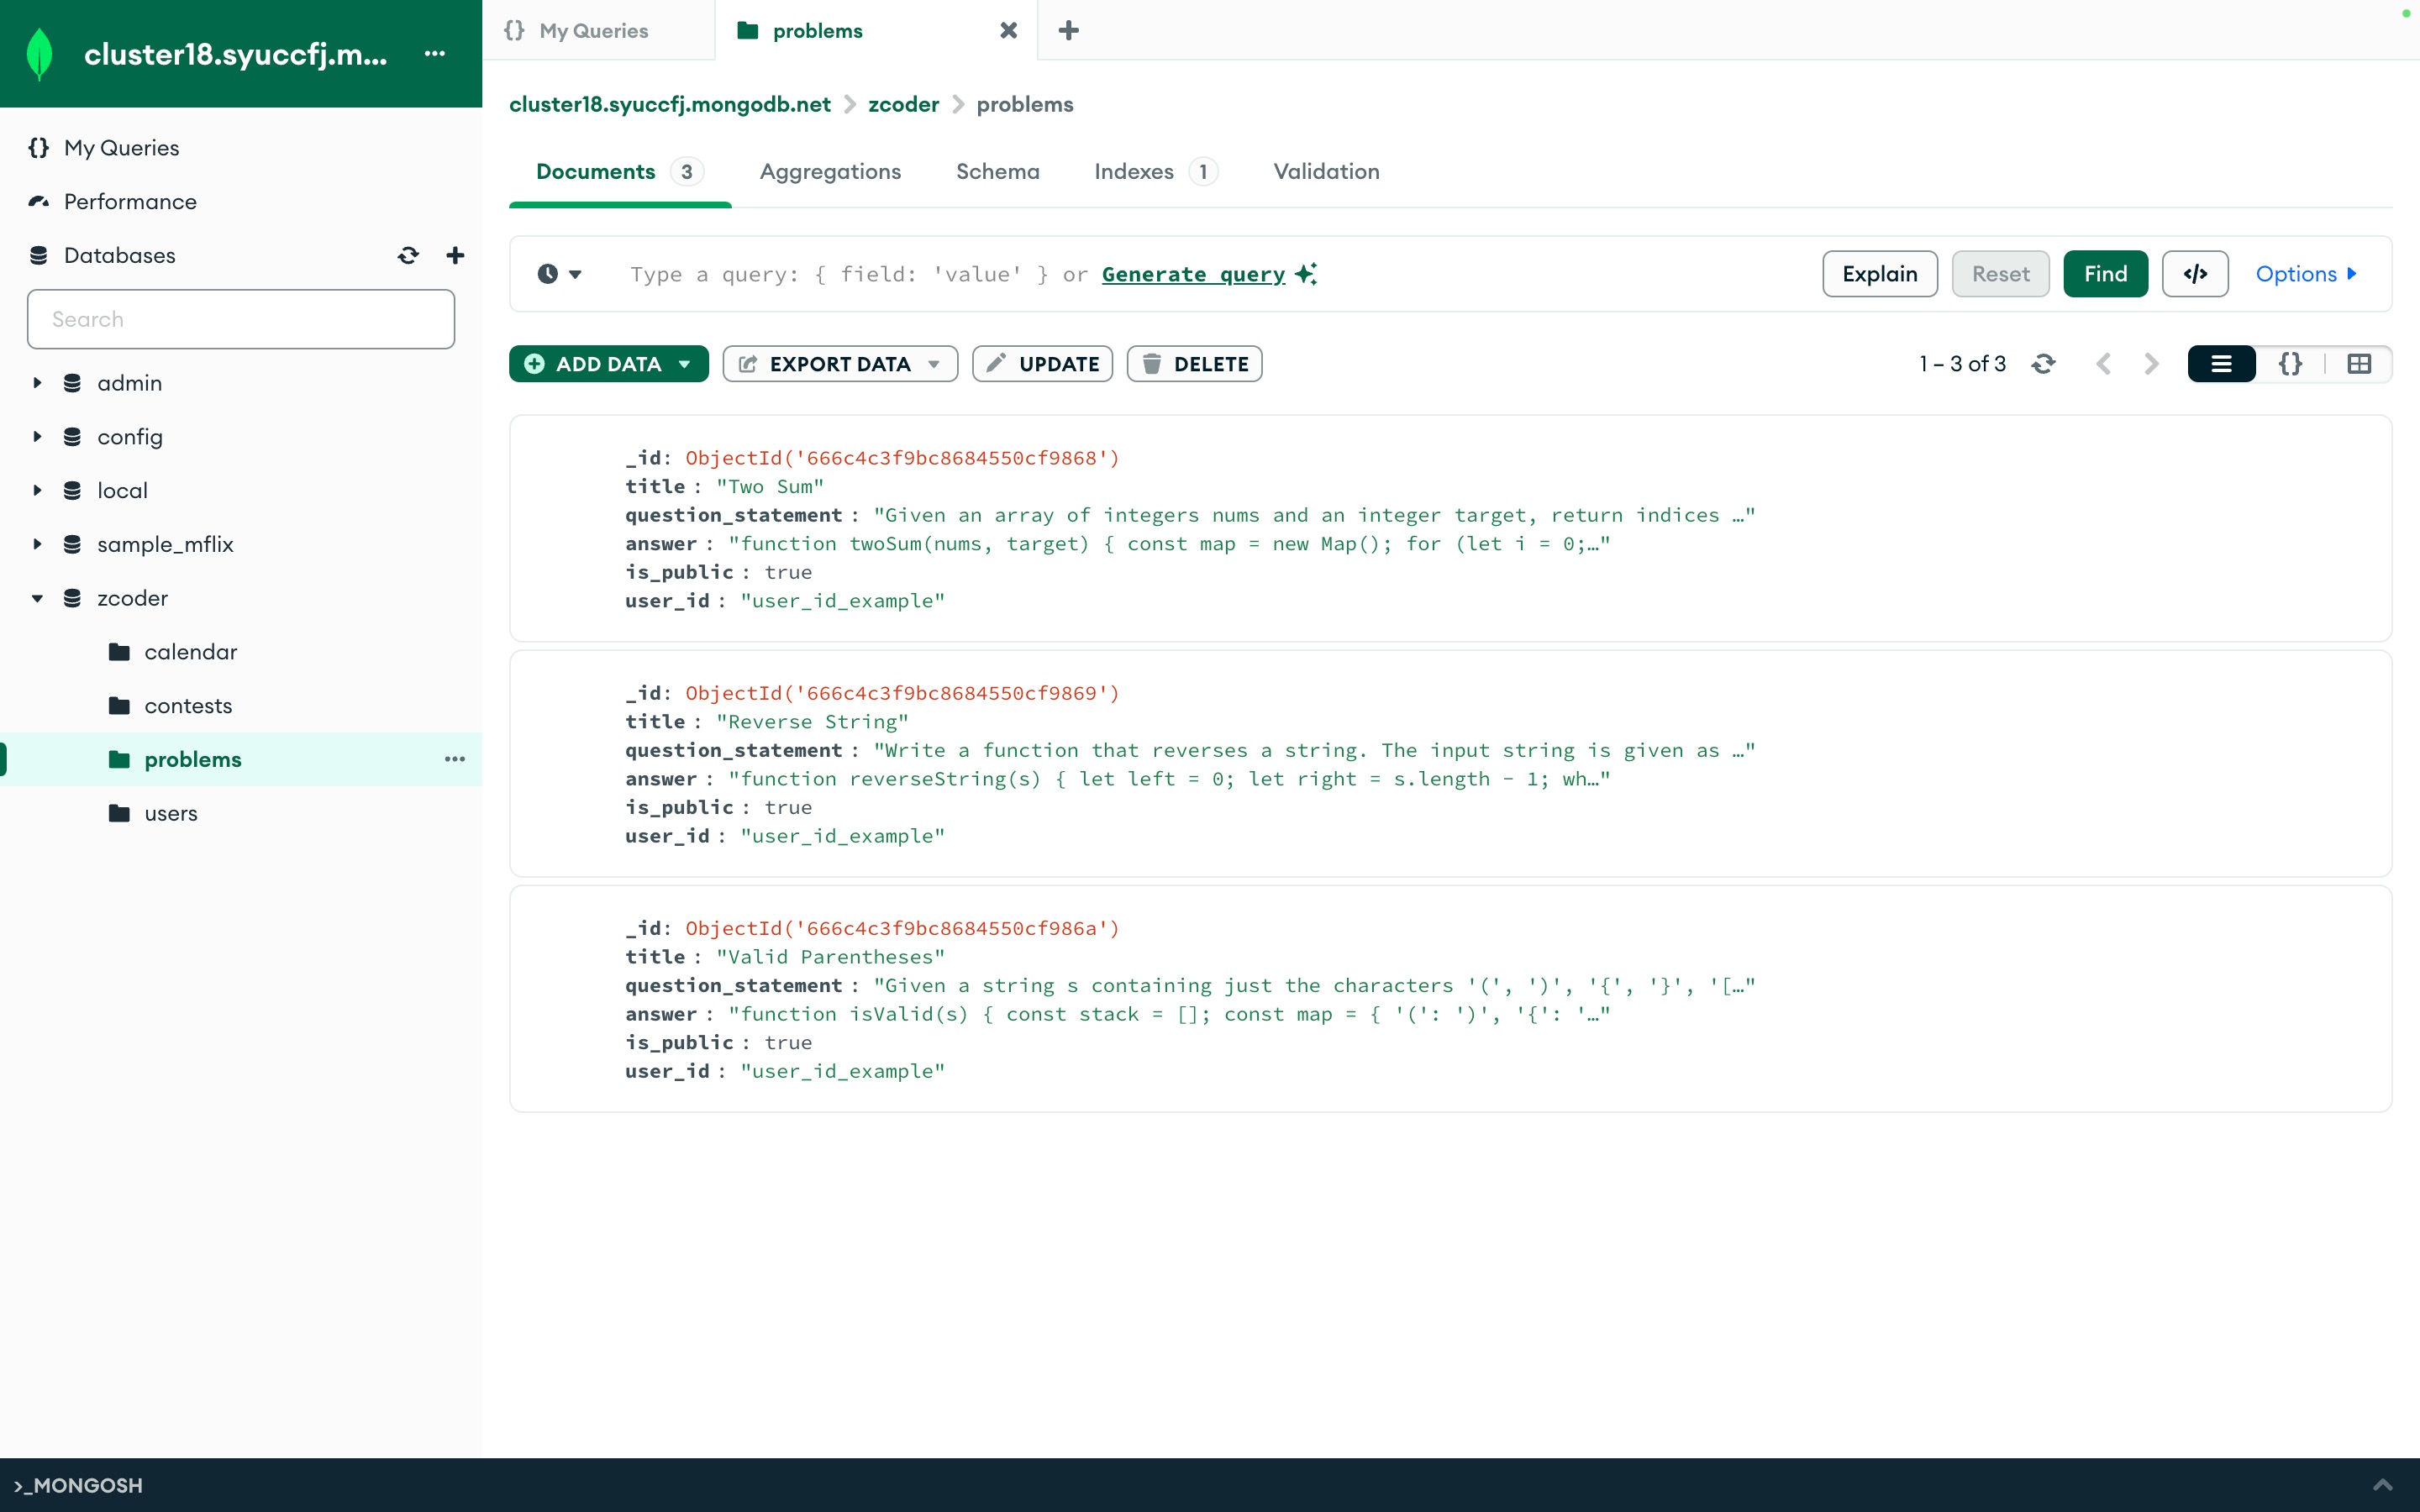 cluster18.syuccfj.m...
My Queries
Performance
Databases
Search
admin
config
local
sample_mflix
zcoder
calendar
contests
problems
users
{} My Queries
problems
cluster18.syuccfj.mongodb.net > zcoder > problems
Documents 3 Aggregations Schema Indexes 1 Validation
Type a query: { field: 'value' } or Generate query
Explain Reset Find </> Options
ADD DATA EXPORT DATA UPDATE DELETE
1 – 3 of 3
_id: ObjectId('666c4c3f9bc8684550cf9868')
title : "Two Sum"
question_statement : "Given an array of integers nums and an integer target, return indices …"
answer : "function twoSum(nums, target) { const map = new Map(); for (let i = 0;…"
is_public : true
user_id : "user_id_example"
_id: ObjectId('666c4c3f9bc8684550cf9869')
title : "Reverse String"
question_statement : "Write a function that reverses a string. The input string is given as …"
answer : "function reverseString(s) { let left = 0; let right = s.length - 1; wh…"
is_public : true
user_id : "user_id_example"
_id: ObjectId('666c4c3f9bc8684550cf986a')
title : "Valid Parentheses"
question_statement : "Given a string s containing just the characters '(', ')', '{', '}', '[…"
answer : "function isValid(s) { const stack = []; const map = { '(': ')', '{': '…"
is_public : true
user_id : "user_id_example"
>_MONGOSH